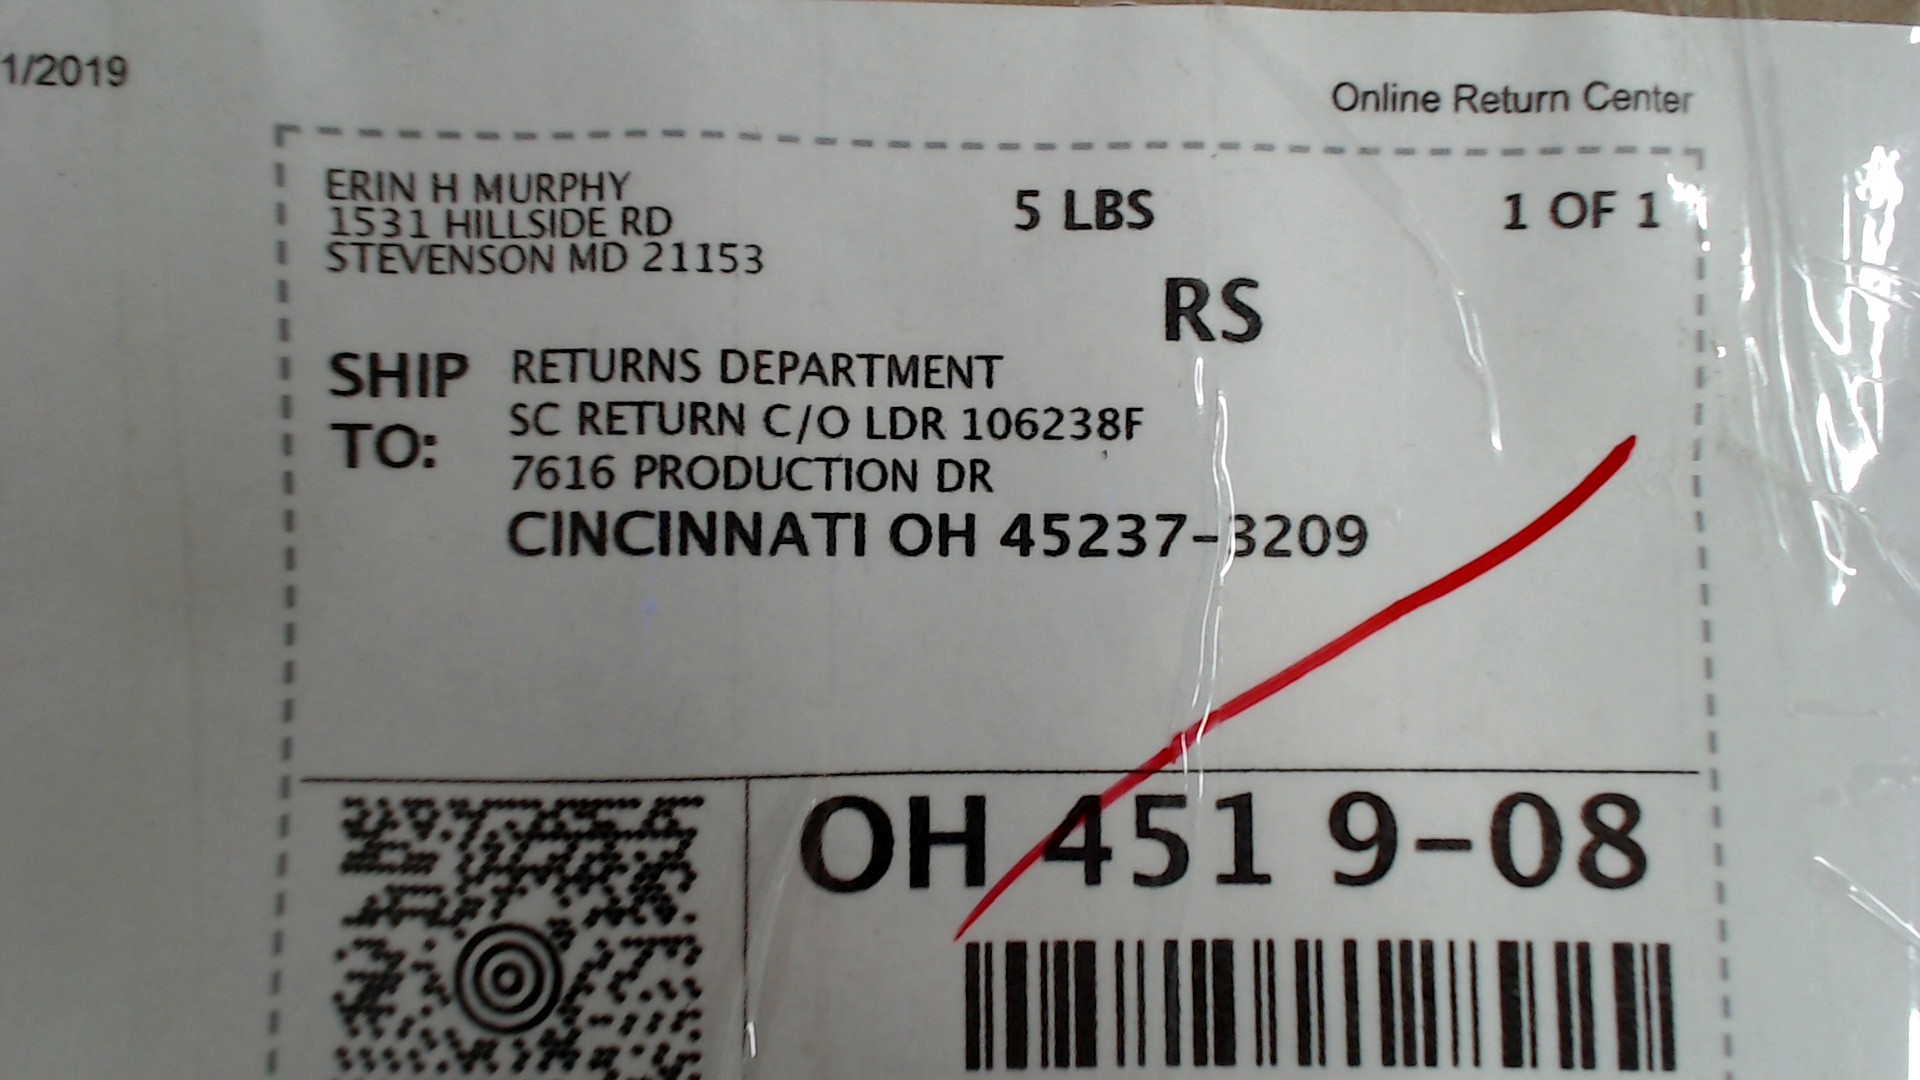 1/2019
Online Return Center
ERIN H MURPHY
1531 HILLSIDE RD
STEVENSON MD 21153
5 LBS
1 OF 1
RS
SHIP TO:
RETURNS DEPARTMENT
SC RETURN C/O LDR 106238F
7616 PRODUCTION DR
CINCINNATI OH 45237-3209
OH 451 9-08